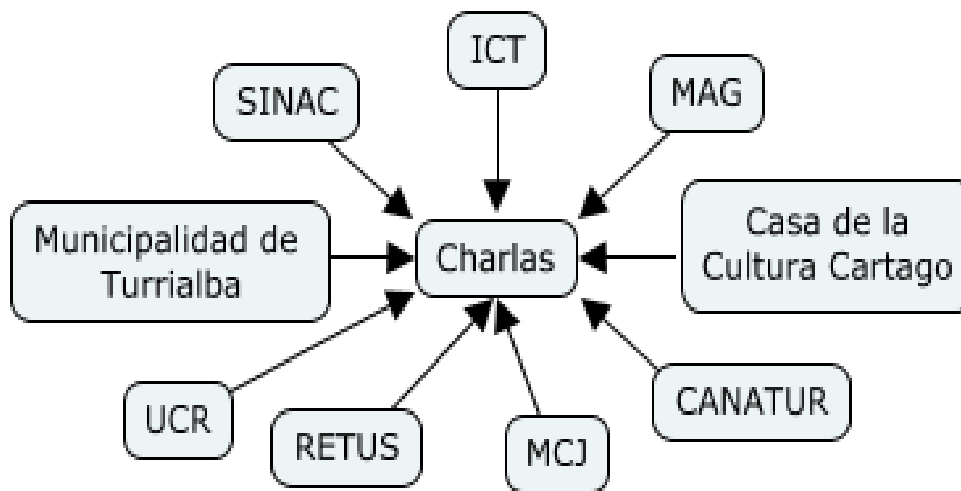 ICT
SINAC
MAG
Municipalidad de
Turrialba
Charlas
Casa de la
Cultura Cartago
UCR
RETUS
MCJ
CANATUR